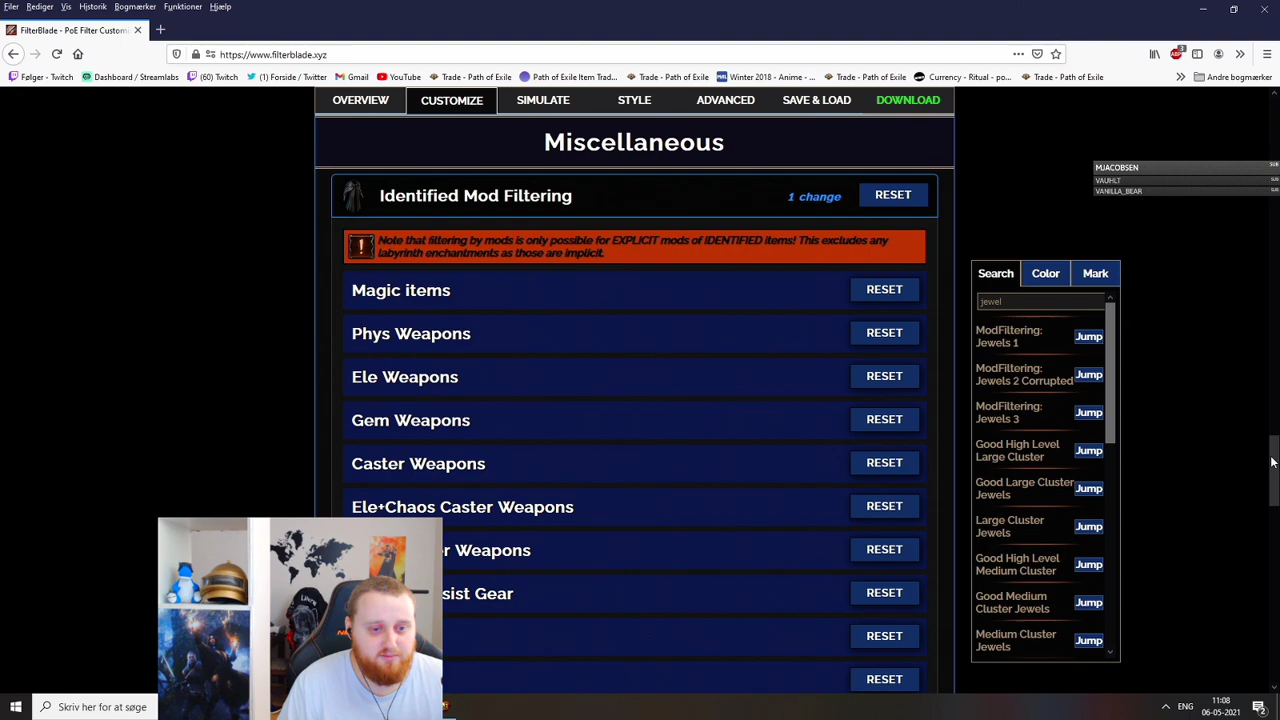 Filer Rediger Vis Historik Bogmærker Funktioner Hjælp
FilterBlade - PoE Filter Customi
https://www.filterblade.xyz
Følger - Twitch Dashboard / Streamlabs (60) Twitch (1) Forside / Twitter Gmail YouTube Trade - Path of Exile Path of Exile Item Trad... Trade - Path of Exile Winter 2018 - Anime - ... Trade - Path of Exile Currency - Ritual - po... Trade - Path of Exile Andre bogmærker
OVERVIEW CUSTOMIZE SIMULATE STYLE ADVANCED SAVE & LOAD DOWNLOAD
Miscellaneous
MJACOBSEN SUB
VAUHLT SUB
VANILLA_BEAR SUB
Identified Mod Filtering 1 change RESET
Note that filtering by mods is only possible for EXPLICIT mods of IDENTIFIED items! This excludes any
labyrinth enchantments as those are implicit.
Magic items RESET
Phys Weapons RESET
Ele Weapons RESET
Gem Weapons RESET
Caster Weapons RESET
Ele+Chaos Caster Weapons RESET
er Weapons RESET
sist Gear RESET
RESET
RESET
Search Color Mark
jewel
ModFiltering:
Jewels 1 Jump
ModFiltering:
Jewels 2 Corrupted Jump
ModFiltering:
Jewels 3 Jump
Good High Level
Large Cluster Jump
Good Large Cluster
Jewels Jump
Large Cluster
Jewels Jump
Good High Level
Medium Cluster Jump
Good Medium
Cluster Jewels Jump
Medium Cluster
Jewels Jump
Skriv her for at søge
ENG
11:08
06-05-2021
2